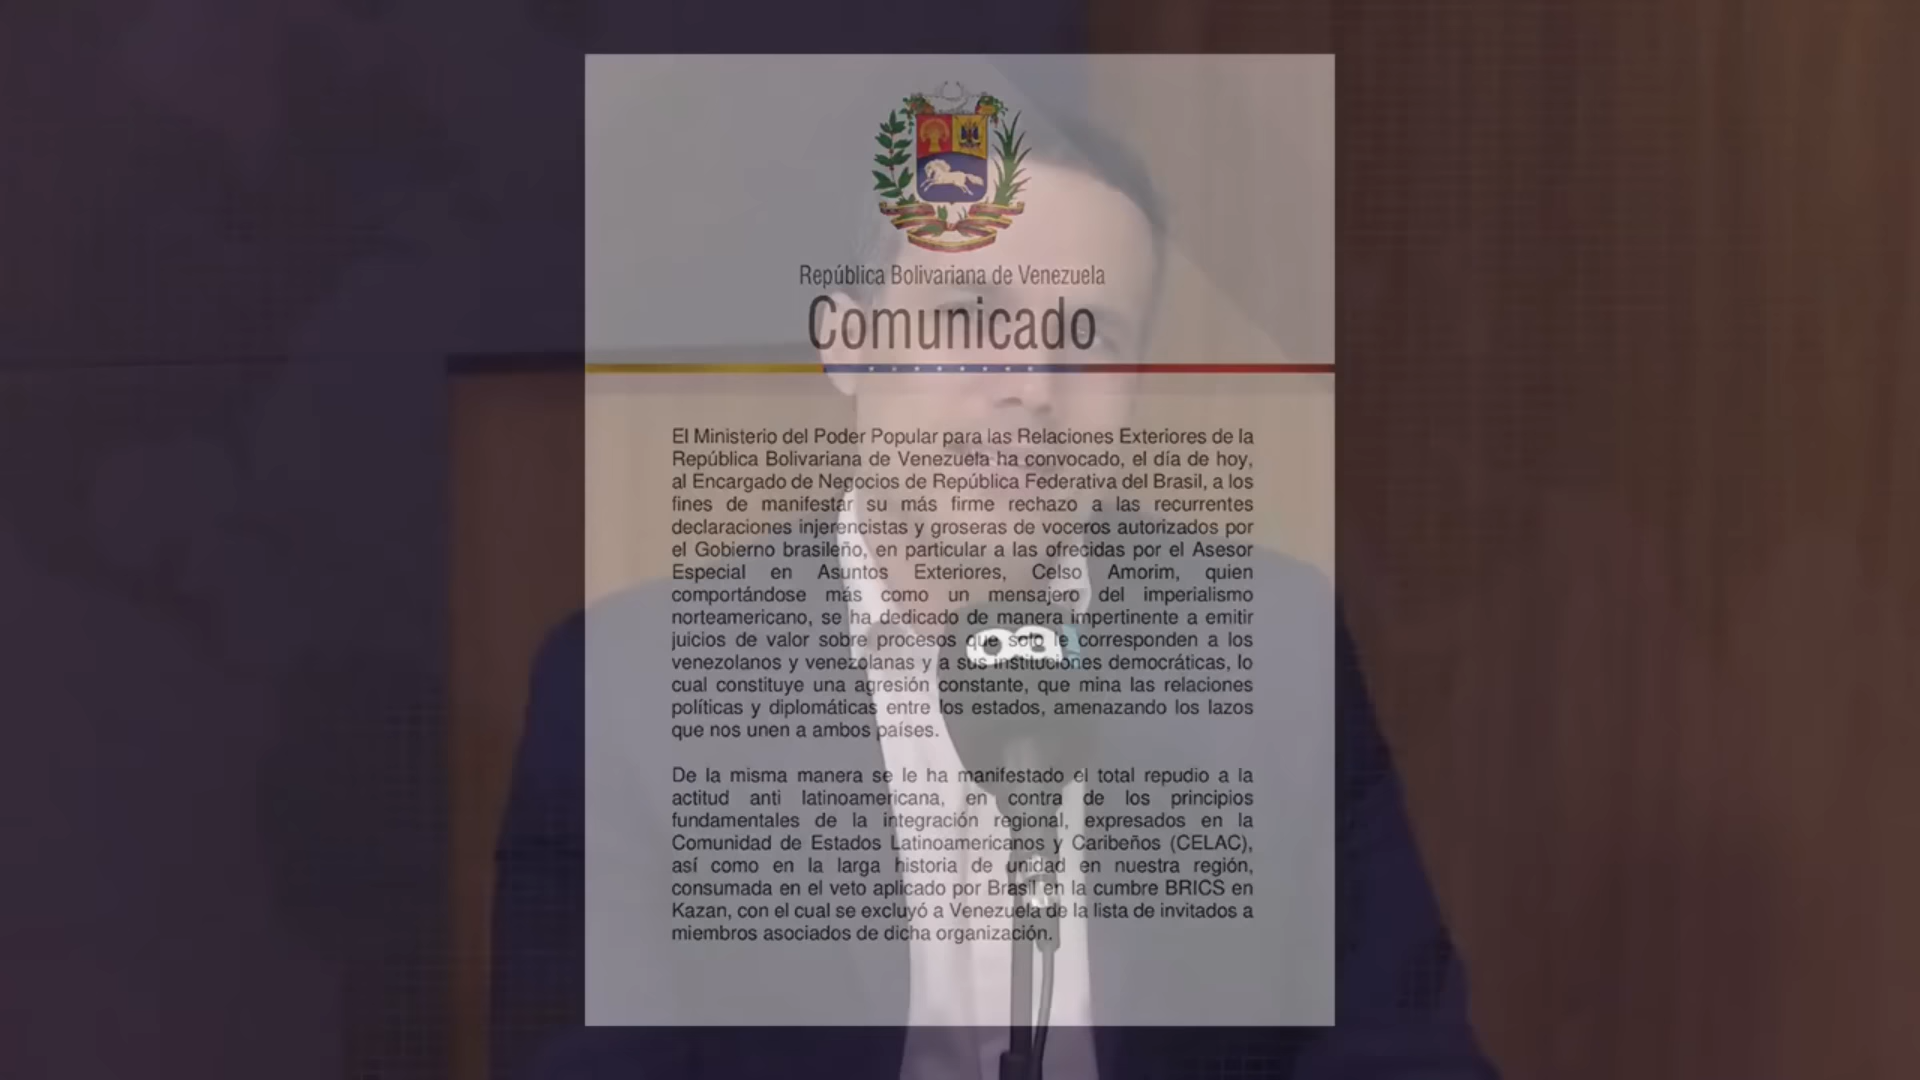 República Bolivariana de Venezuela
Comunicado
El Ministerio del Poder Popular para las Relaciones Exteriores de la
República Bolivariana de Venezuela ha convocado, el día de hoy,
al Encargado de Negocios de República Federativa del Brasil, a los
fines de manifestar su más firme rechazo a las recurrentes
declaraciones injerencistas y groseras de voceros autorizados por
el Gobierno brasileño, en particular a las ofrecidas por el Asesor
Especial en Asuntos Exteriores, Celso Amorim, quien
comportándose más como un mensajero del imperialismo
norteamericano, se ha dedicado de manera impertinente a emitir
juicios de valor sobre procesos que solo le corresponden a los
venezolanos y venezolanas y a sus instituciones democráticas, lo
cual constituye una agresión constante, que mina las relaciones
políticas y diplomáticas entre los estados, amenazando los lazos
que nos unen a ambos países.
De la misma manera se le ha manifestado el total repudio a la
actitud anti latinoamericana, en contra de los principios
fundamentales de la integración regional, expresados en la
Comunidad de Estados Latinoamericanos y Caribeños (CELAC),
así como en la larga historia de unidad en nuestra región,
consumada en el veto aplicado por Brasil en la cumbre BRICS en
Kazan, con el cual se excluyó a Venezuela de la lista de invitados a
miembros asociados de dicha organización.